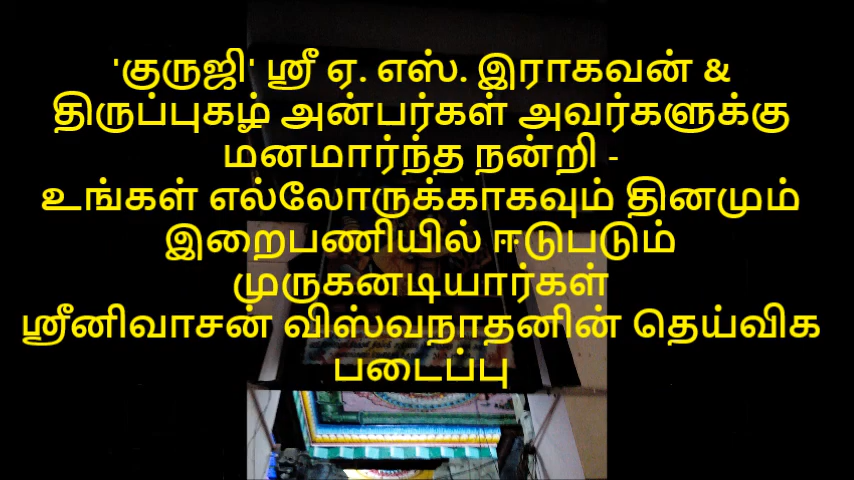 'குருஜி' ஸ்ரீ ஏ. எஸ். இராகவன் &
திருப்புகழ் அன்பர்கள் அவர்களுக்கு
மனமார்ந்த நன்றி -
உங்கள் எல்லோருக்காகவும் தினமும்
இறைபணியில் ஈடுபடும்
முருகனடியார்கள்
ஸ்ரீனிவாசன் விஸ்வநாதனின் தெய்விக
படைப்பு